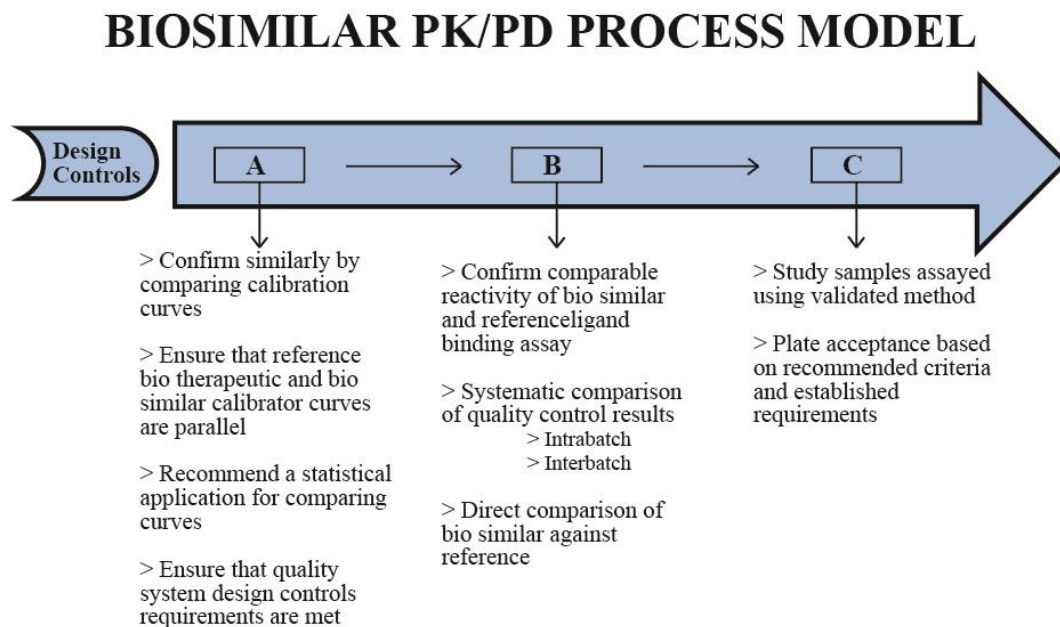 BIOSIMILAR PK/PD PROCESS MODEL
Design
Controls
A
B
C
> Confirm similarly by
comparing calibration
curves
> Ensure that reference
bio therapeutic and bio
similar calibrator curves
are parallel
> Recommend a statistical
application for comparing
curves
> Ensure that quality
system design controls
requirements are met
> Confirm comparable
reactivity of bio similar
and referenceligand
binding assay
> Systematic comparison
of quality control results
> Intrabatch
> Interbatch
> Direct comparison of
bio similar against
reference
> Study samples assayed
using validated method
> Plate acceptance based
on recommended criteria
and established
requirements